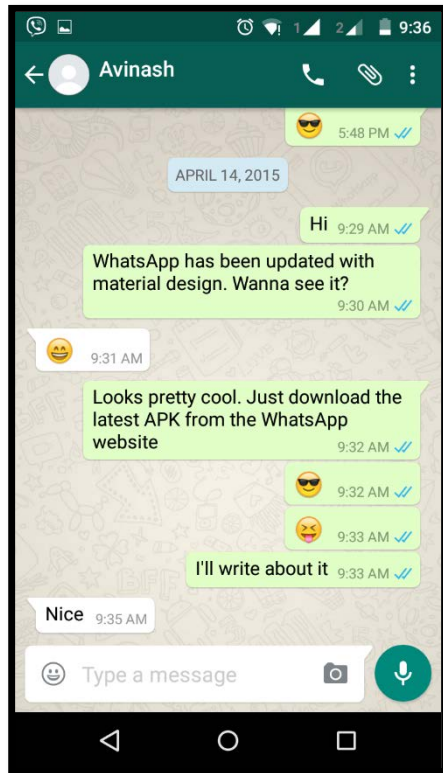 1 2 9:36
Avinash
😎 5:48 PM
APRIL 14, 2015
Hi 9:29 AM
WhatsApp has been updated with
material design. Wanna see it?
9:30 AM
😄 9:31 AM
Looks pretty cool. Just download the
latest APK from the WhatsApp
website 9:32 AM
😎 9:32 AM
😝 9:33 AM
I'll write about it 9:33 AM
Nice 9:35 AM
Type a message